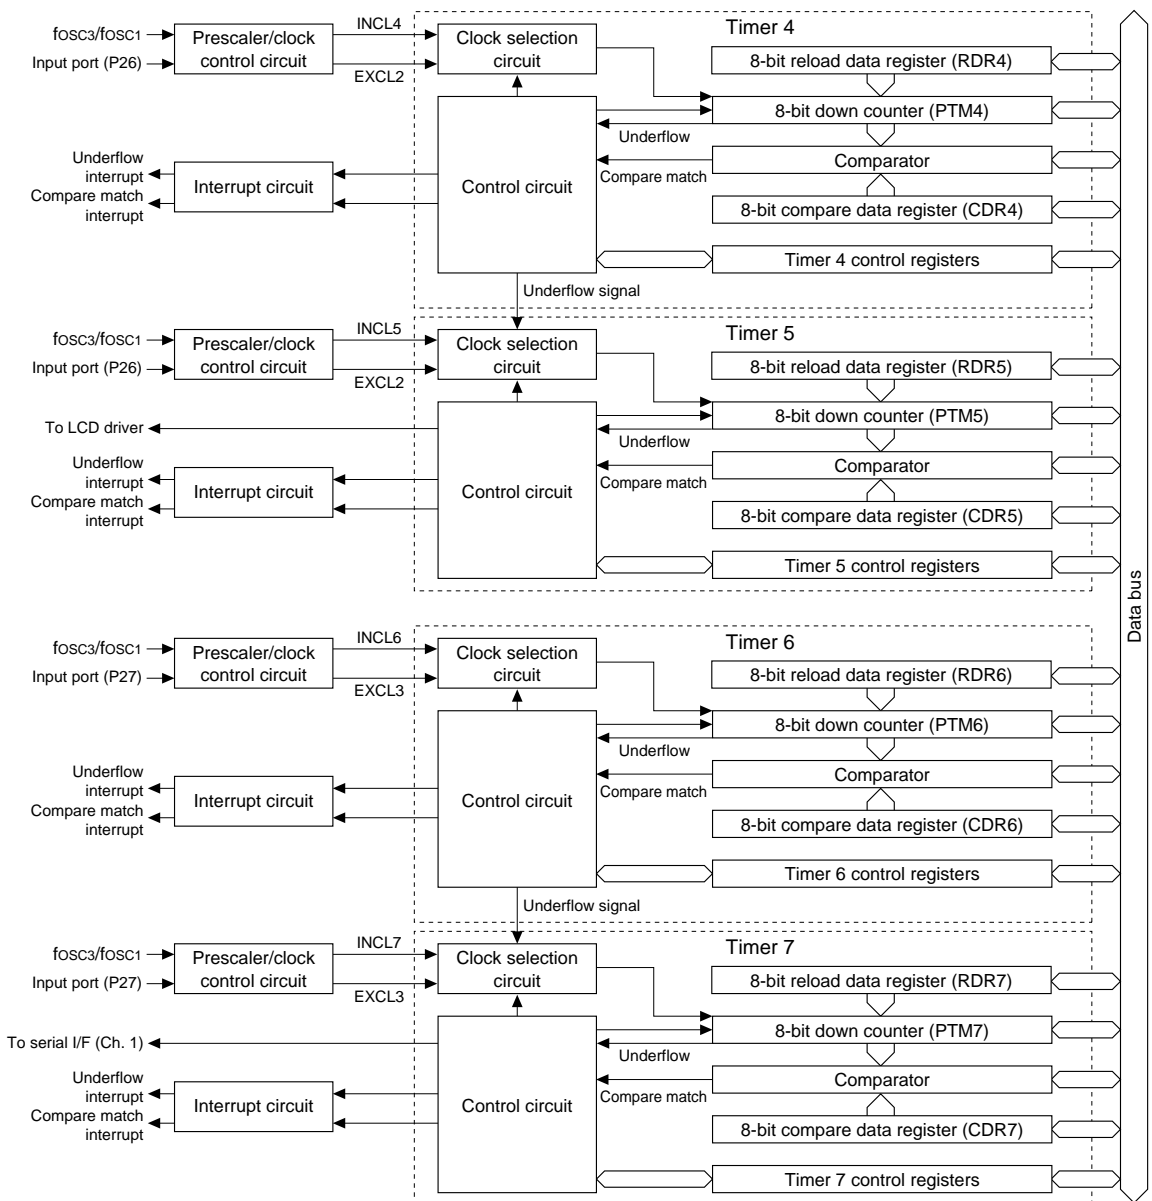 Timer 4
fOSC3/fOSC1
Input port (P26)
Prescaler/clock
control circuit
INCL4
EXCL2
Clock selection
circuit
8-bit reload data register (RDR4)
8-bit down counter (PTM4)
Underflow
Comparator
Compare match
8-bit compare data register (CDR4)
Timer 4 control registers
Control circuit
Interrupt circuit
Underflow
interrupt
Compare match
interrupt
Underflow signal
Timer 5
fOSC3/fOSC1
Input port (P26)
Prescaler/clock
control circuit
INCL5
EXCL2
Clock selection
circuit
8-bit reload data register (RDR5)
8-bit down counter (PTM5)
Underflow
Comparator
Compare match
8-bit compare data register (CDR5)
Timer 5 control registers
Control circuit
To LCD driver
Interrupt circuit
Underflow
interrupt
Compare match
interrupt
Data bus
Timer 6
fOSC3/fOSC1
Input port (P27)
Prescaler/clock
control circuit
INCL6
EXCL3
Clock selection
circuit
8-bit reload data register (RDR6)
8-bit down counter (PTM6)
Underflow
Comparator
Compare match
8-bit compare data register (CDR6)
Timer 6 control registers
Control circuit
Interrupt circuit
Underflow
interrupt
Compare match
interrupt
Underflow signal
Timer 7
fOSC3/fOSC1
Input port (P27)
Prescaler/clock
control circuit
INCL7
EXCL3
Clock selection
circuit
8-bit reload data register (RDR7)
8-bit down counter (PTM7)
Underflow
Comparator
Compare match
8-bit compare data register (CDR7)
Timer 7 control registers
Control circuit
To serial I/F (Ch. 1)
Interrupt circuit
Underflow
interrupt
Compare match
interrupt